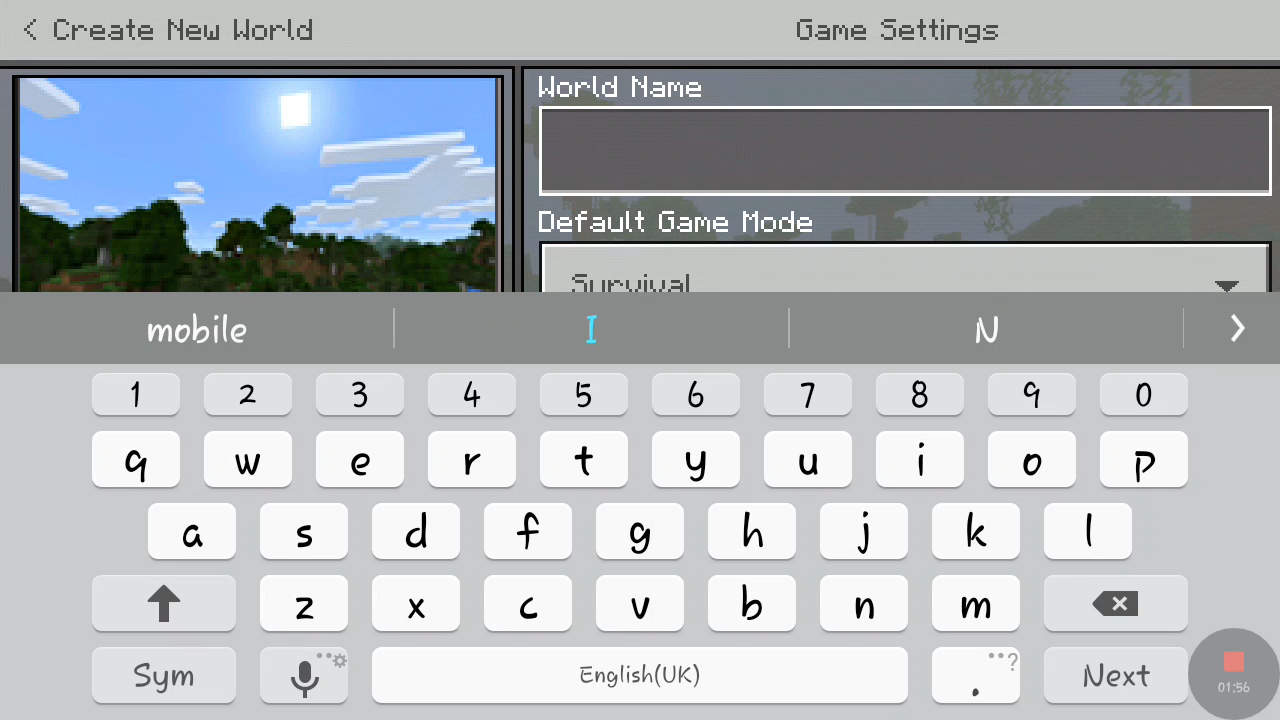 Create New World
Game Settings
World Name
Default Game Mode
Survival
mobile I N
1 2 3 4 5 6 7 8 9 0
q w e r t y u i o p
a s d f g h j k l
z x c v b n m
Sym English(UK) ? . Next
01:56